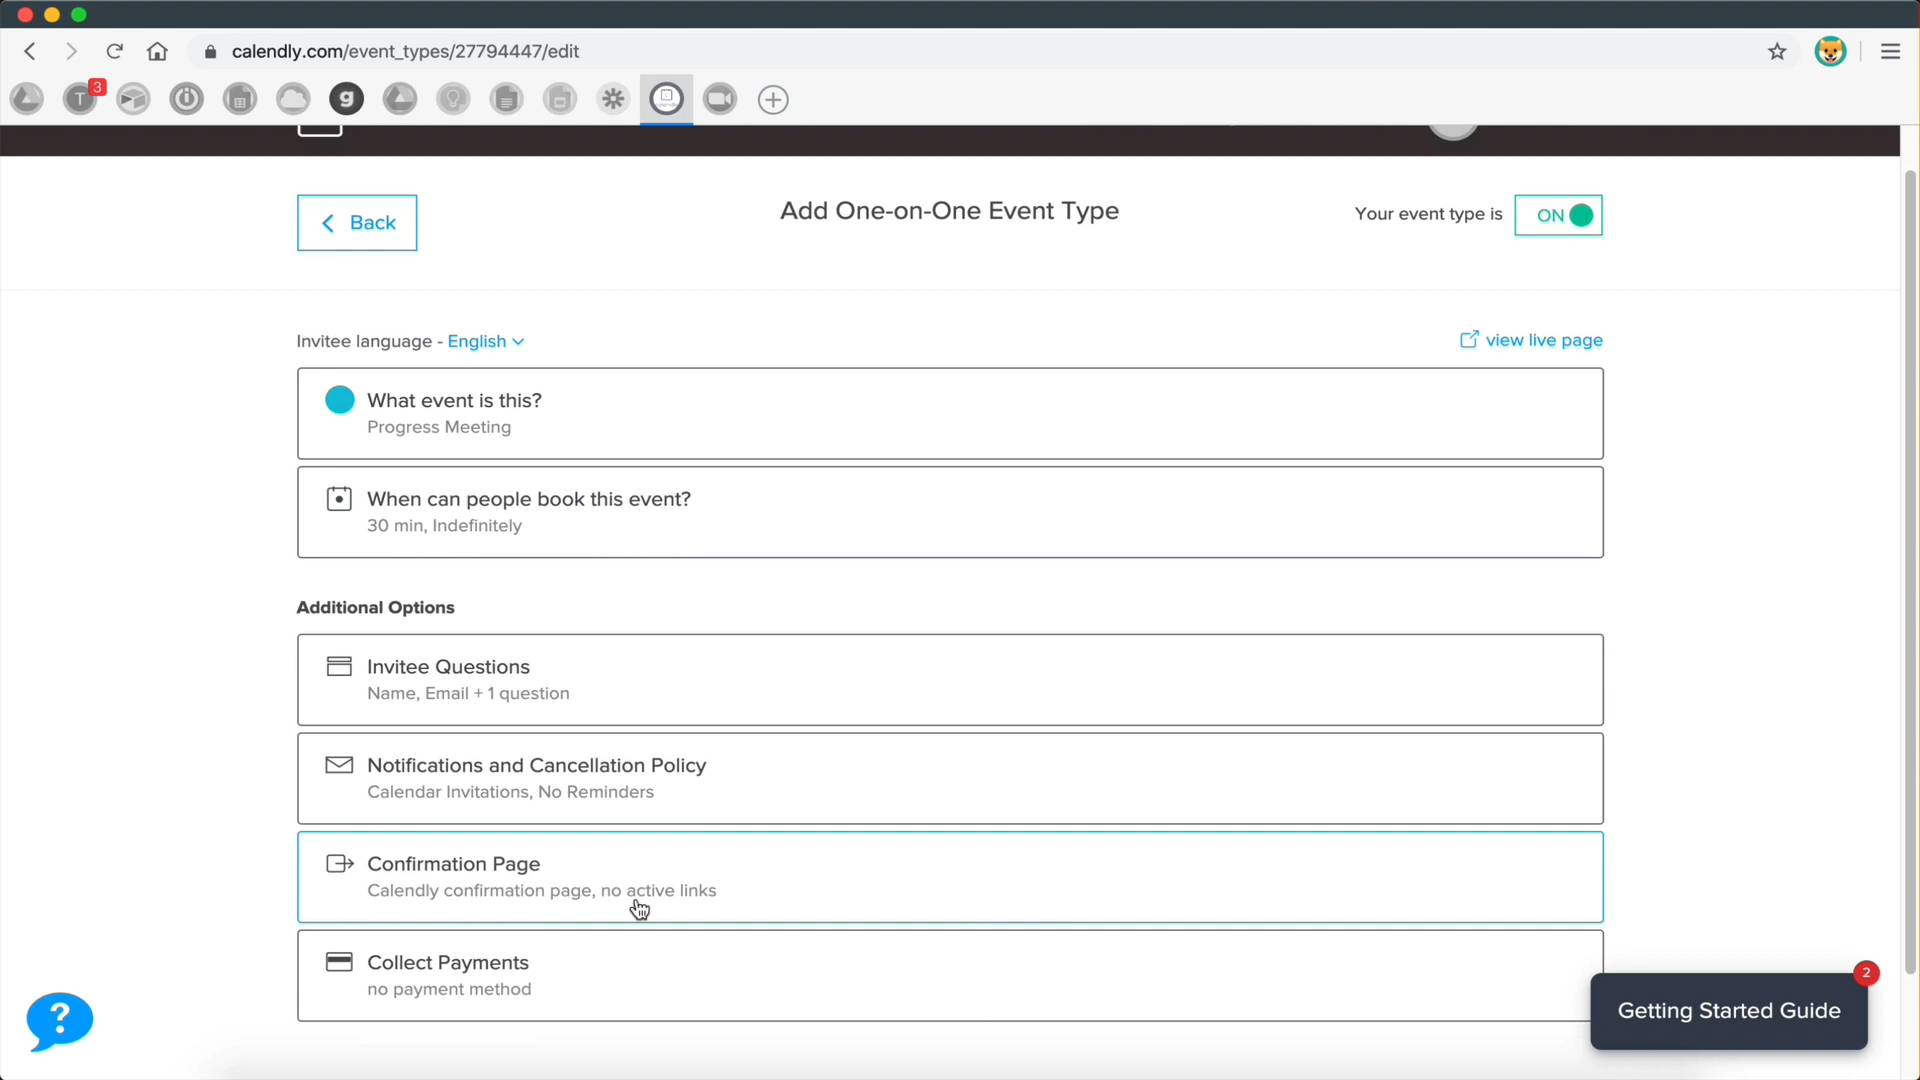 calendly.com/event_types/27794447/edit
3
T
g
Back
Add One-on-One Event Type
Your event type is
ON
Invitee language - English
view live page
What event is this?
Progress Meeting
When can people book this event?
30 min, Indefinitely
Additional Options
Invitee Questions
Name, Email + 1 question
Notifications and Cancellation Policy
Calendar Invitations, No Reminders
Confirmation Page
Calendly confirmation page, no active links
Collect Payments
no payment method
2
Getting Started Guide
?